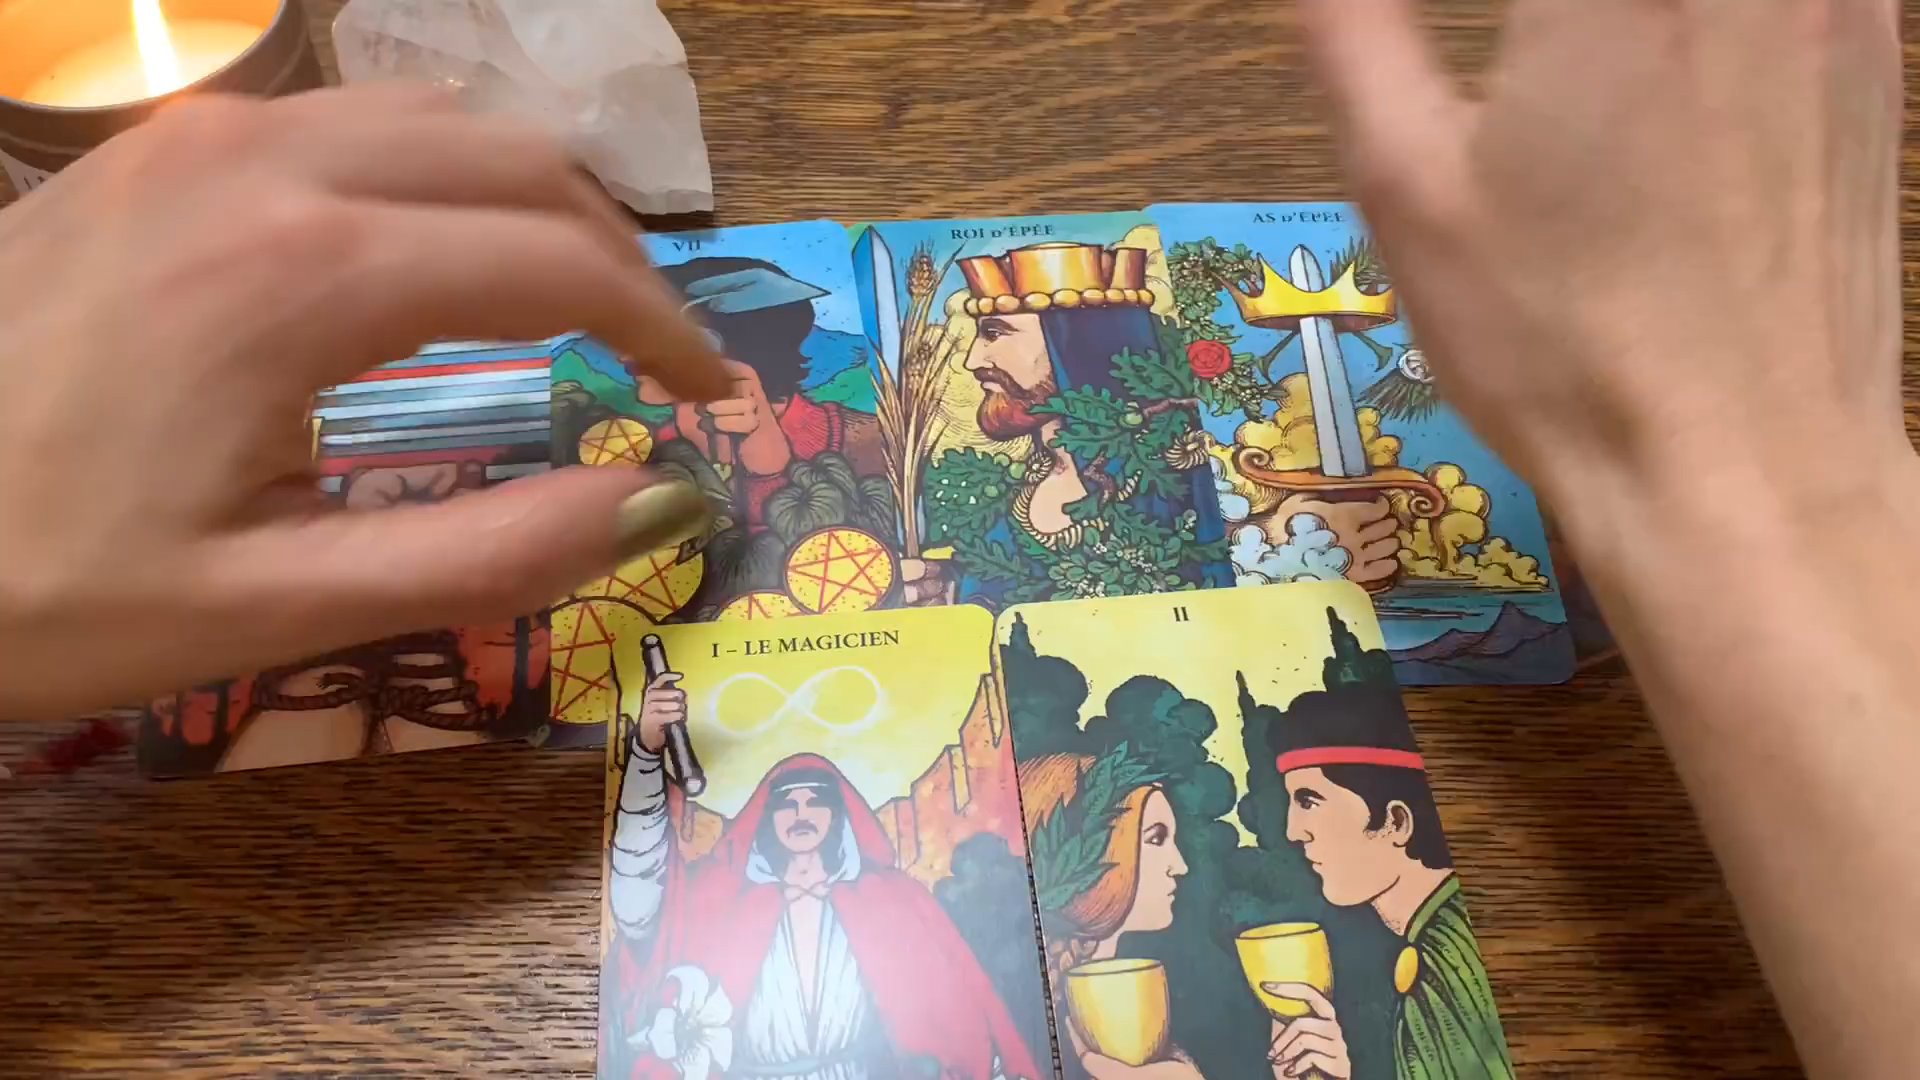 VII
ROI D'ÉPÉE
AS D'ÉPÉE
I – LE MAGICIEN
II